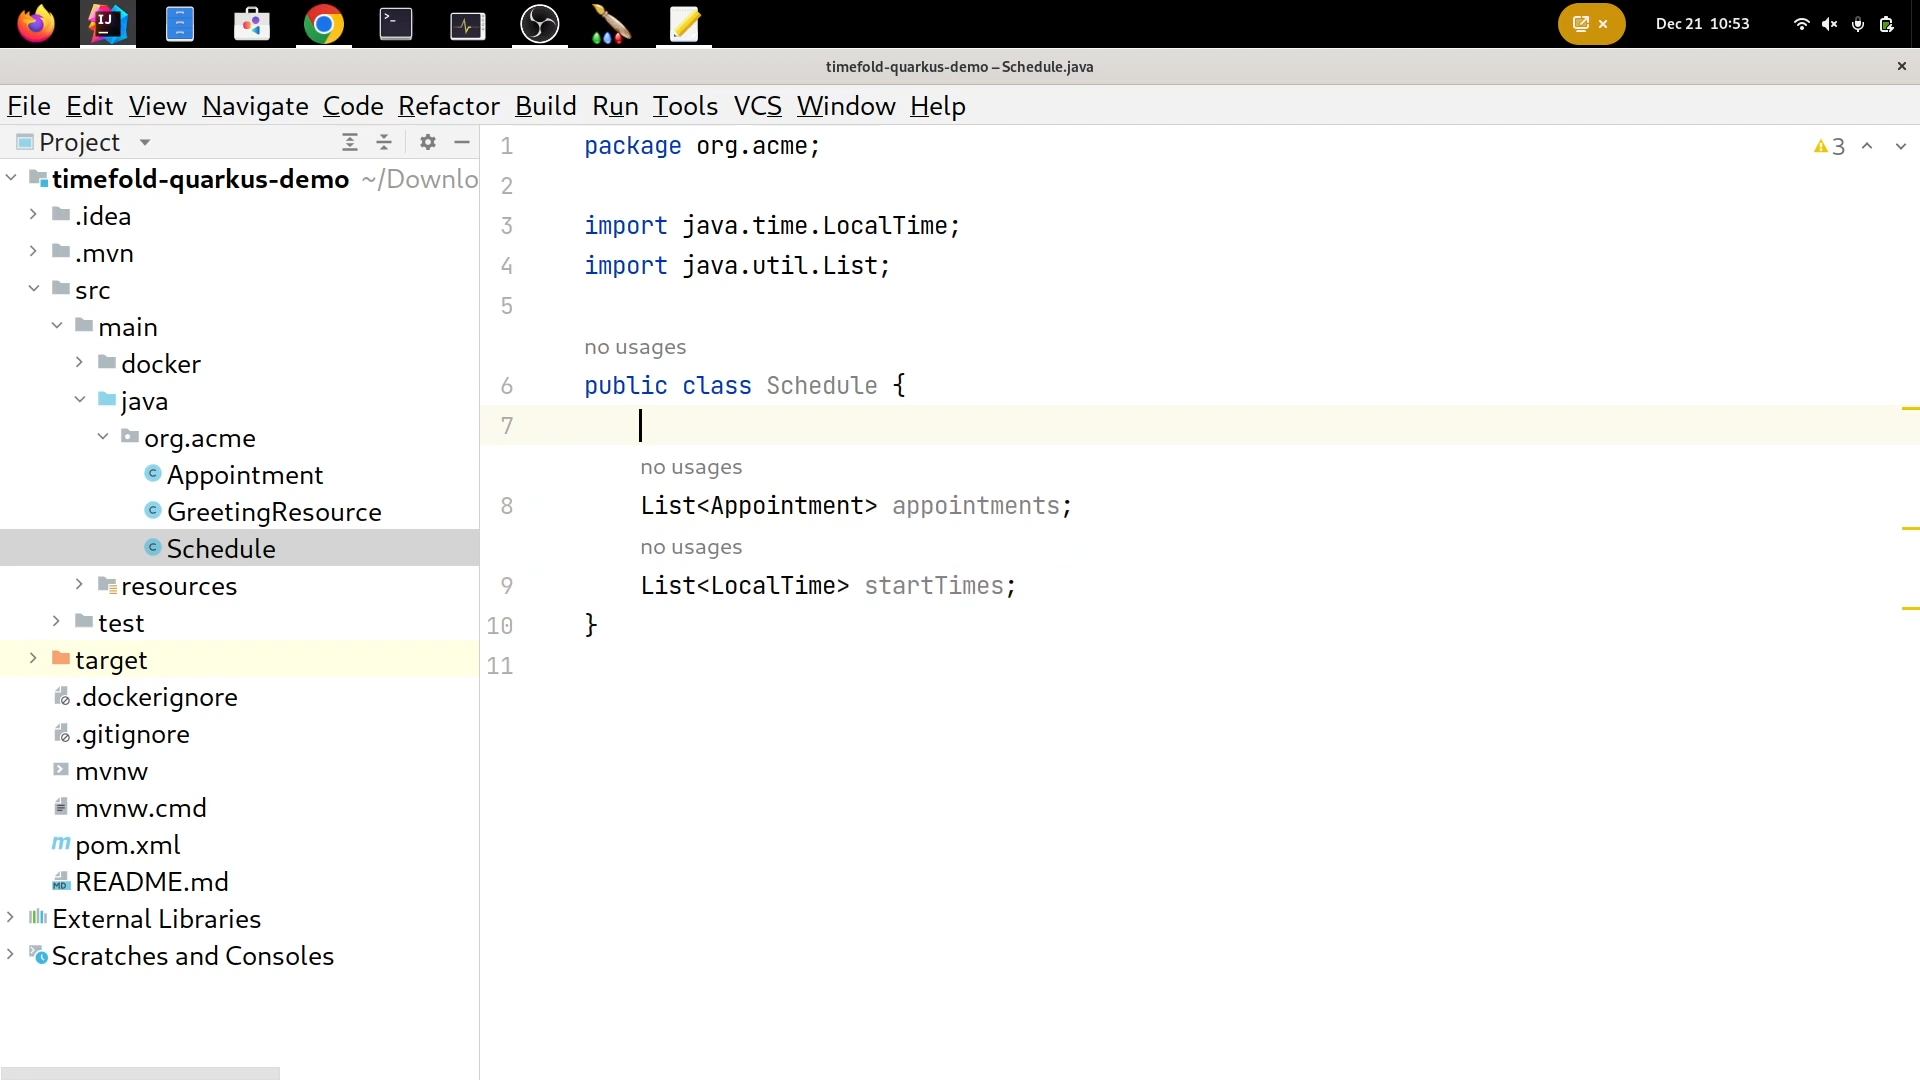 Dec 21 10:53
timefold-quarkus-demo – Schedule.java
File Edit View Navigate Code Refactor Build Run Tools VCS Window Help
Project
timefold-quarkus-demo ~/Downlo
.idea
.mvn
src
main
docker
java
org.acme
Appointment
GreetingResource
Schedule
resources
test
target
.dockerignore
.gitignore
mvnw
mvnw.cmd
pom.xml
README.md
External Libraries
Scratches and Consoles
3
1 package org.acme;
2
3 import java.time.LocalTime;
4 import java.util.List;
5
no usages
6 public class Schedule {
7
no usages
8 List<Appointment> appointments;
no usages
9 List<LocalTime> startTimes;
10 }
11